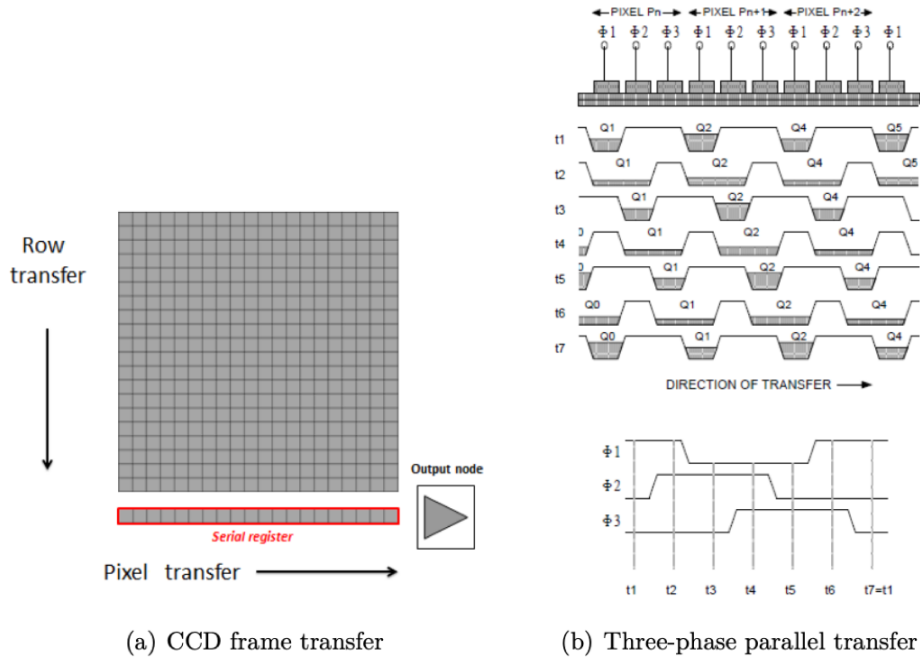 Row
transfer
Output node
Serial register
Pixel transfer
(a) CCD frame transfer
PIXEL Pn PIXEL Pn+1 PIXEL Pn+2
Φ1 Φ2 Φ3 Φ1 Φ2 Φ3 Φ1 Φ2 Φ3 Φ1
t1 Q1 Q2 Q4 Q5
t2 Q1 Q2 Q4 Q5
t3 Q1 Q2 Q4
t4 0 Q1 Q2 Q4
t5 0 Q1 Q2 Q4
t6 Q0 Q1 Q2 Q4
t7 Q0 Q1 Q2 Q4
DIRECTION OF TRANSFER
Φ1
Φ2
Φ3
t1 t2 t3 t4 t5 t6 t7=t1
(b) Three-phase parallel transfer